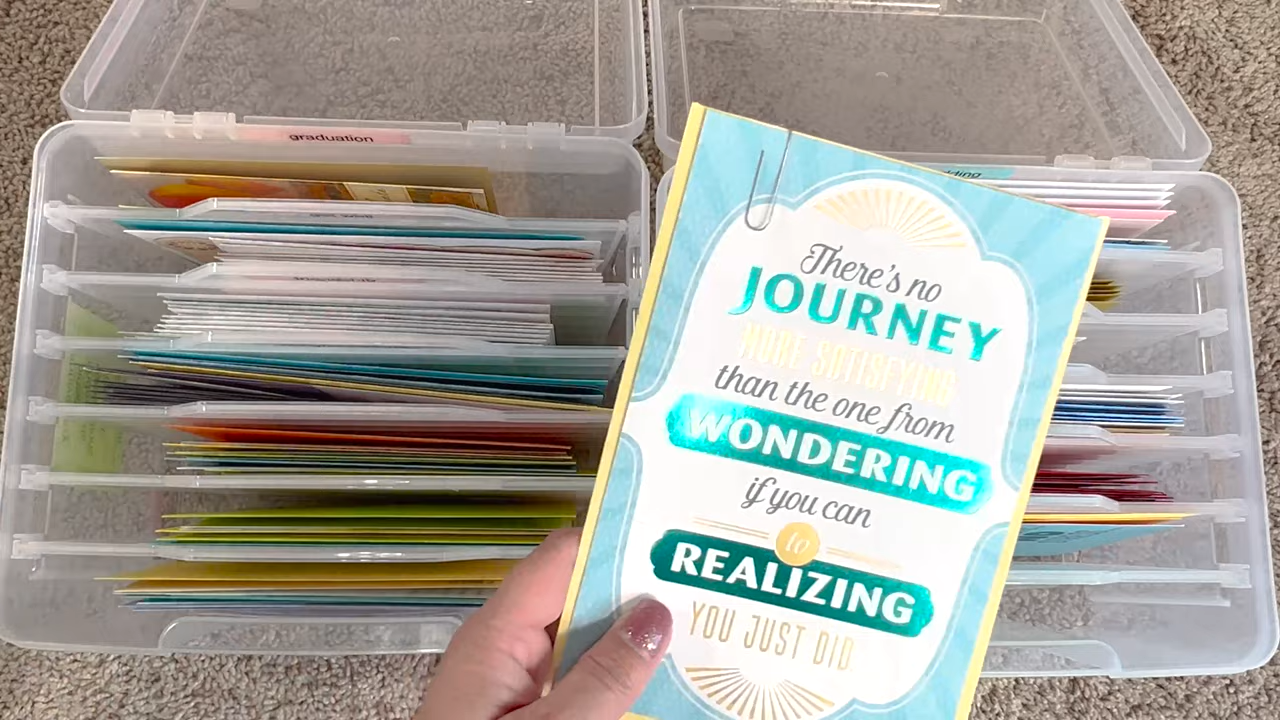 graduation
There's no
JOURNEY
MORE SATISFYING
than the one from
WONDERING
if you can
to
REALIZING
YOU JUST DID